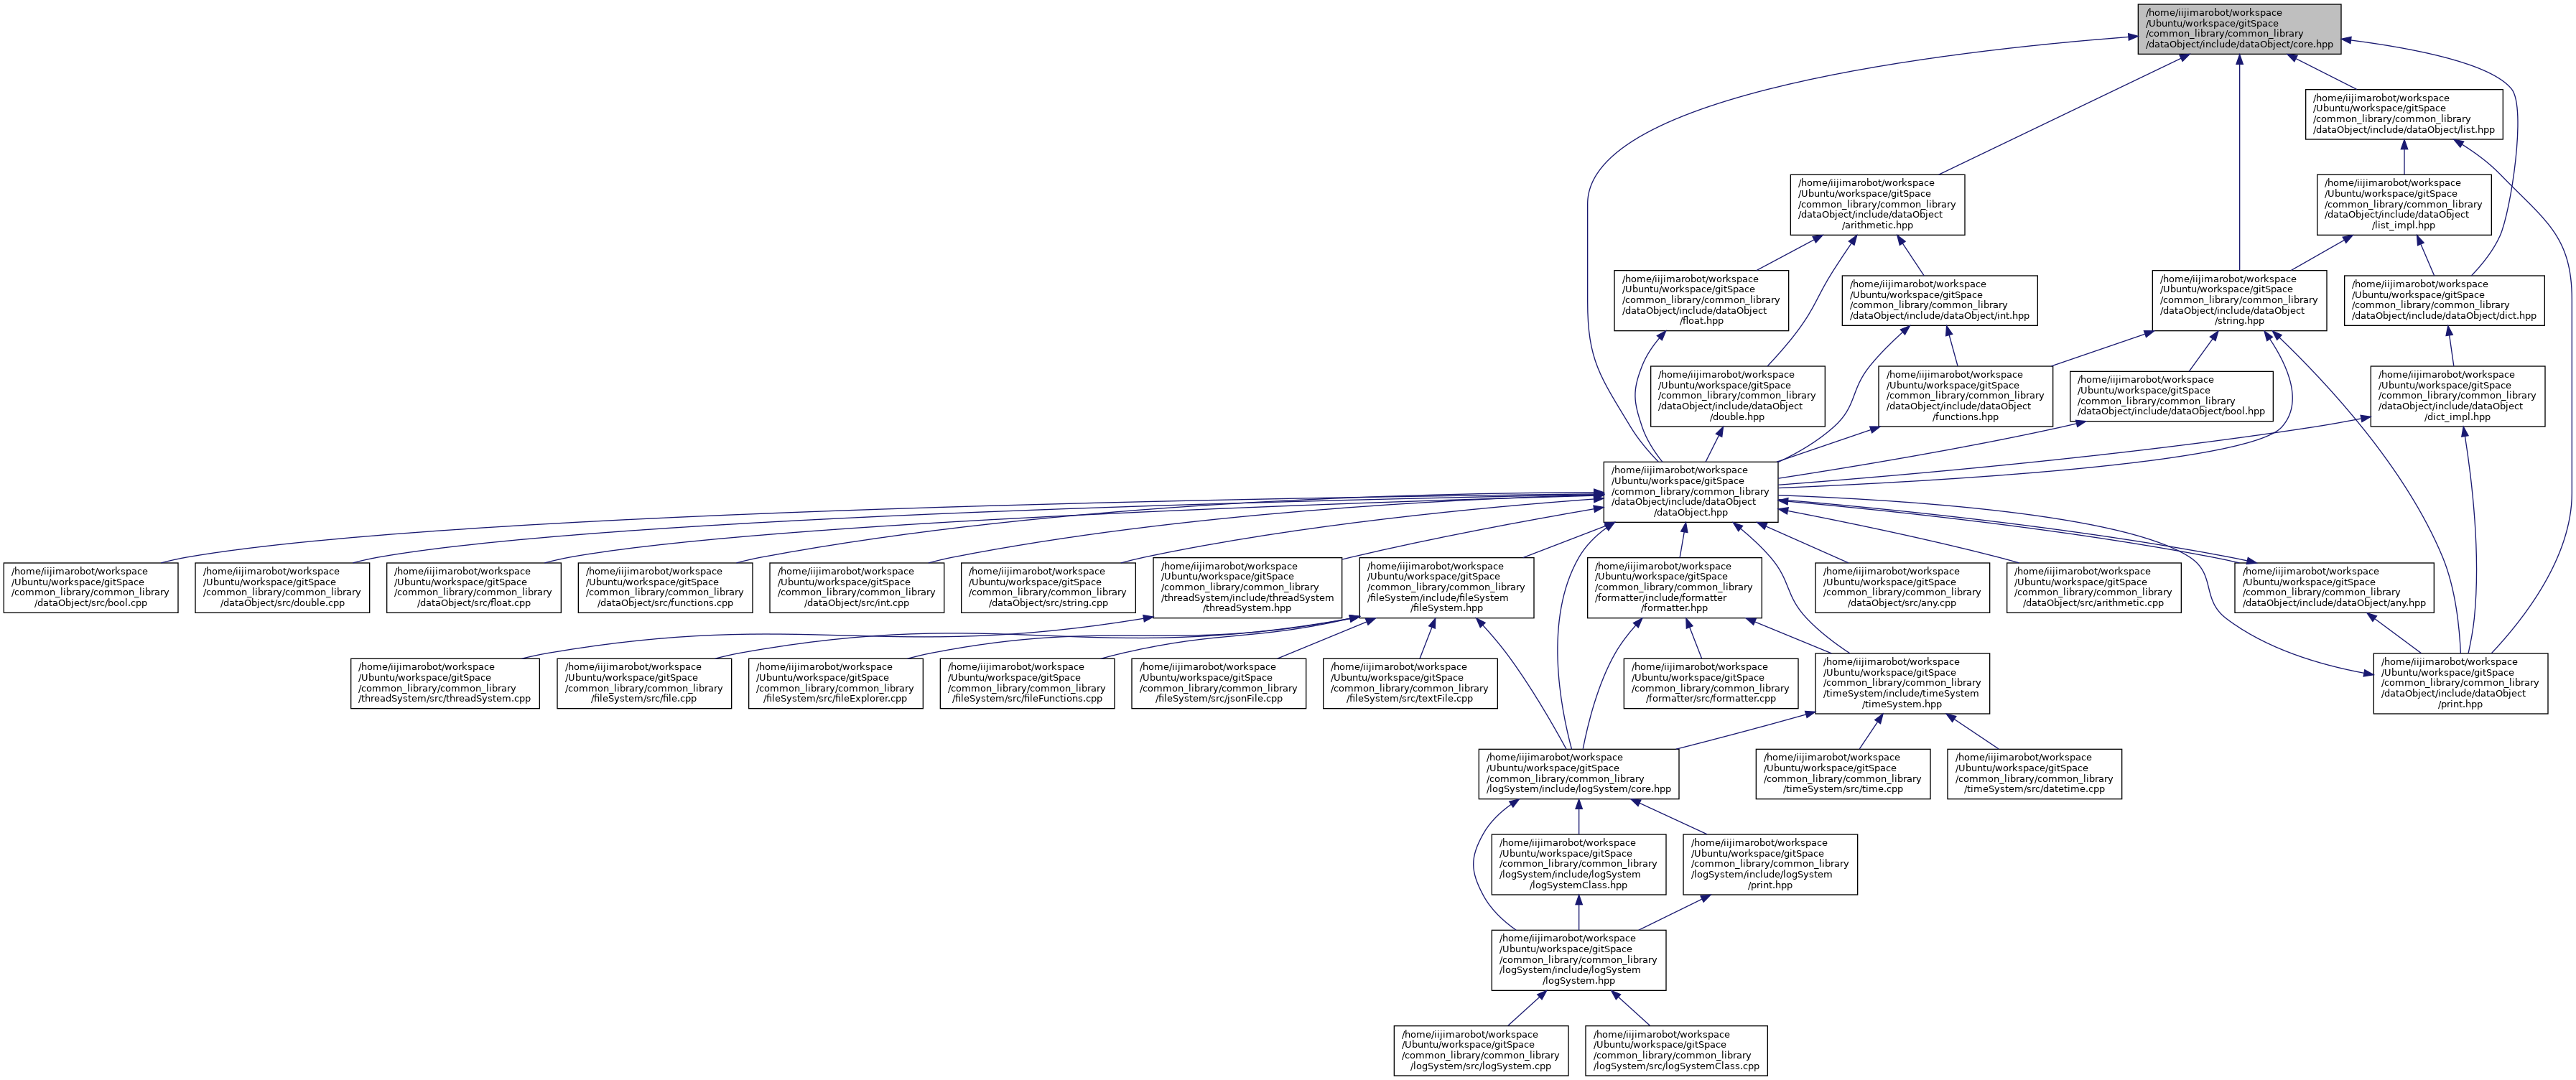 /home/iijimarobot/workspace
/Ubuntu/workspace/gitSpace
/common_library/common_library
/dataObject/include/dataObject/core.hpp
/home/iijimarobot/workspace
/Ubuntu/workspace/gitSpace
/common_library/common_library
/dataObject/include/dataObject/list.hpp
/home/iijimarobot/workspace
/Ubuntu/workspace/gitSpace
/common_library/common_library
/dataObject/include/dataObject
/arithmetic.hpp
/home/iijimarobot/workspace
/Ubuntu/workspace/gitSpace
/common_library/common_library
/dataObject/include/dataObject
/list_impl.hpp
/home/iijimarobot/workspace
/Ubuntu/workspace/gitSpace
/common_library/common_library
/dataObject/include/dataObject
/float.hpp
/home/iijimarobot/workspace
/Ubuntu/workspace/gitSpace
/common_library/common_library
/dataObject/include/dataObject/int.hpp
/home/iijimarobot/workspace
/Ubuntu/workspace/gitSpace
/common_library/common_library
/dataObject/include/dataObject
/string.hpp
/home/iijimarobot/workspace
/Ubuntu/workspace/gitSpace
/common_library/common_library
/dataObject/include/dataObject/dict.hpp
/home/iijimarobot/workspace
/Ubuntu/workspace/gitSpace
/common_library/common_library
/dataObject/include/dataObject
/double.hpp
/home/iijimarobot/workspace
/Ubuntu/workspace/gitSpace
/common_library/common_library
/dataObject/include/dataObject
/functions.hpp
/home/iijimarobot/workspace
/Ubuntu/workspace/gitSpace
/common_library/common_library
/dataObject/include/dataObject/bool.hpp
/home/iijimarobot/workspace
/Ubuntu/workspace/gitSpace
/common_library/common_library
/dataObject/include/dataObject
/dict_impl.hpp
/home/iijimarobot/workspace
/Ubuntu/workspace/gitSpace
/common_library/common_library
/dataObject/include/dataObject
/dataObject.hpp
/home/iijimarobot/workspace
/Ubuntu/workspace/gitSpace
/common_library/common_library
/dataObject/src/bool.cpp
/home/iijimarobot/workspace
/Ubuntu/workspace/gitSpace
/common_library/common_library
/dataObject/src/double.cpp
/home/iijimarobot/workspace
/Ubuntu/workspace/gitSpace
/common_library/common_library
/dataObject/src/float.cpp
/home/iijimarobot/workspace
/Ubuntu/workspace/gitSpace
/common_library/common_library
/dataObject/src/functions.cpp
/home/iijimarobot/workspace
/Ubuntu/workspace/gitSpace
/common_library/common_library
/dataObject/src/int.cpp
/home/iijimarobot/workspace
/Ubuntu/workspace/gitSpace
/common_library/common_library
/dataObject/src/string.cpp
/home/iijimarobot/workspace
/Ubuntu/workspace/gitSpace
/common_library/common_library
/threadSystem/include/threadSystem
/threadSystem.hpp
/home/iijimarobot/workspace
/Ubuntu/workspace/gitSpace
/common_library/common_library
/fileSystem/include/fileSystem
/fileSystem.hpp
/home/iijimarobot/workspace
/Ubuntu/workspace/gitSpace
/common_library/common_library
/formatter/include/formatter
/formatter.hpp
/home/iijimarobot/workspace
/Ubuntu/workspace/gitSpace
/common_library/common_library
/dataObject/src/any.cpp
/home/iijimarobot/workspace
/Ubuntu/workspace/gitSpace
/common_library/common_library
/dataObject/src/arithmetic.cpp
/home/iijimarobot/workspace
/Ubuntu/workspace/gitSpace
/common_library/common_library
/dataObject/include/dataObject/any.hpp
/home/iijimarobot/workspace
/Ubuntu/workspace/gitSpace
/common_library/common_library
/threadSystem/src/threadSystem.cpp
/home/iijimarobot/workspace
/Ubuntu/workspace/gitSpace
/common_library/common_library
/fileSystem/src/file.cpp
/home/iijimarobot/workspace
/Ubuntu/workspace/gitSpace
/common_library/common_library
/fileSystem/src/fileExplorer.cpp
/home/iijimarobot/workspace
/Ubuntu/workspace/gitSpace
/common_library/common_library
/fileSystem/src/fileFunctions.cpp
/home/iijimarobot/workspace
/Ubuntu/workspace/gitSpace
/common_library/common_library
/fileSystem/src/jsonFile.cpp
/home/iijimarobot/workspace
/Ubuntu/workspace/gitSpace
/common_library/common_library
/fileSystem/src/textFile.cpp
/home/iijimarobot/workspace
/Ubuntu/workspace/gitSpace
/common_library/common_library
/formatter/src/formatter.cpp
/home/iijimarobot/workspace
/Ubuntu/workspace/gitSpace
/common_library/common_library
/timeSystem/include/timeSystem
/timeSystem.hpp
/home/iijimarobot/workspace
/Ubuntu/workspace/gitSpace
/common_library/common_library
/dataObject/include/dataObject
/print.hpp
/home/iijimarobot/workspace
/Ubuntu/workspace/gitSpace
/common_library/common_library
/logSystem/include/logSystem/core.hpp
/home/iijimarobot/workspace
/Ubuntu/workspace/gitSpace
/common_library/common_library
/timeSystem/src/time.cpp
/home/iijimarobot/workspace
/Ubuntu/workspace/gitSpace
/common_library/common_library
/timeSystem/src/datetime.cpp
/home/iijimarobot/workspace
/Ubuntu/workspace/gitSpace
/common_library/common_library
/logSystem/include/logSystem
/logSystemClass.hpp
/home/iijimarobot/workspace
/Ubuntu/workspace/gitSpace
/common_library/common_library
/logSystem/include/logSystem
/print.hpp
/home/iijimarobot/workspace
/Ubuntu/workspace/gitSpace
/common_library/common_library
/logSystem/include/logSystem
/logSystem.hpp
/home/iijimarobot/workspace
/Ubuntu/workspace/gitSpace
/common_library/common_library
/logSystem/src/logSystem.cpp
/home/iijimarobot/workspace
/Ubuntu/workspace/gitSpace
/common_library/common_library
/logSystem/src/logSystemClass.cpp